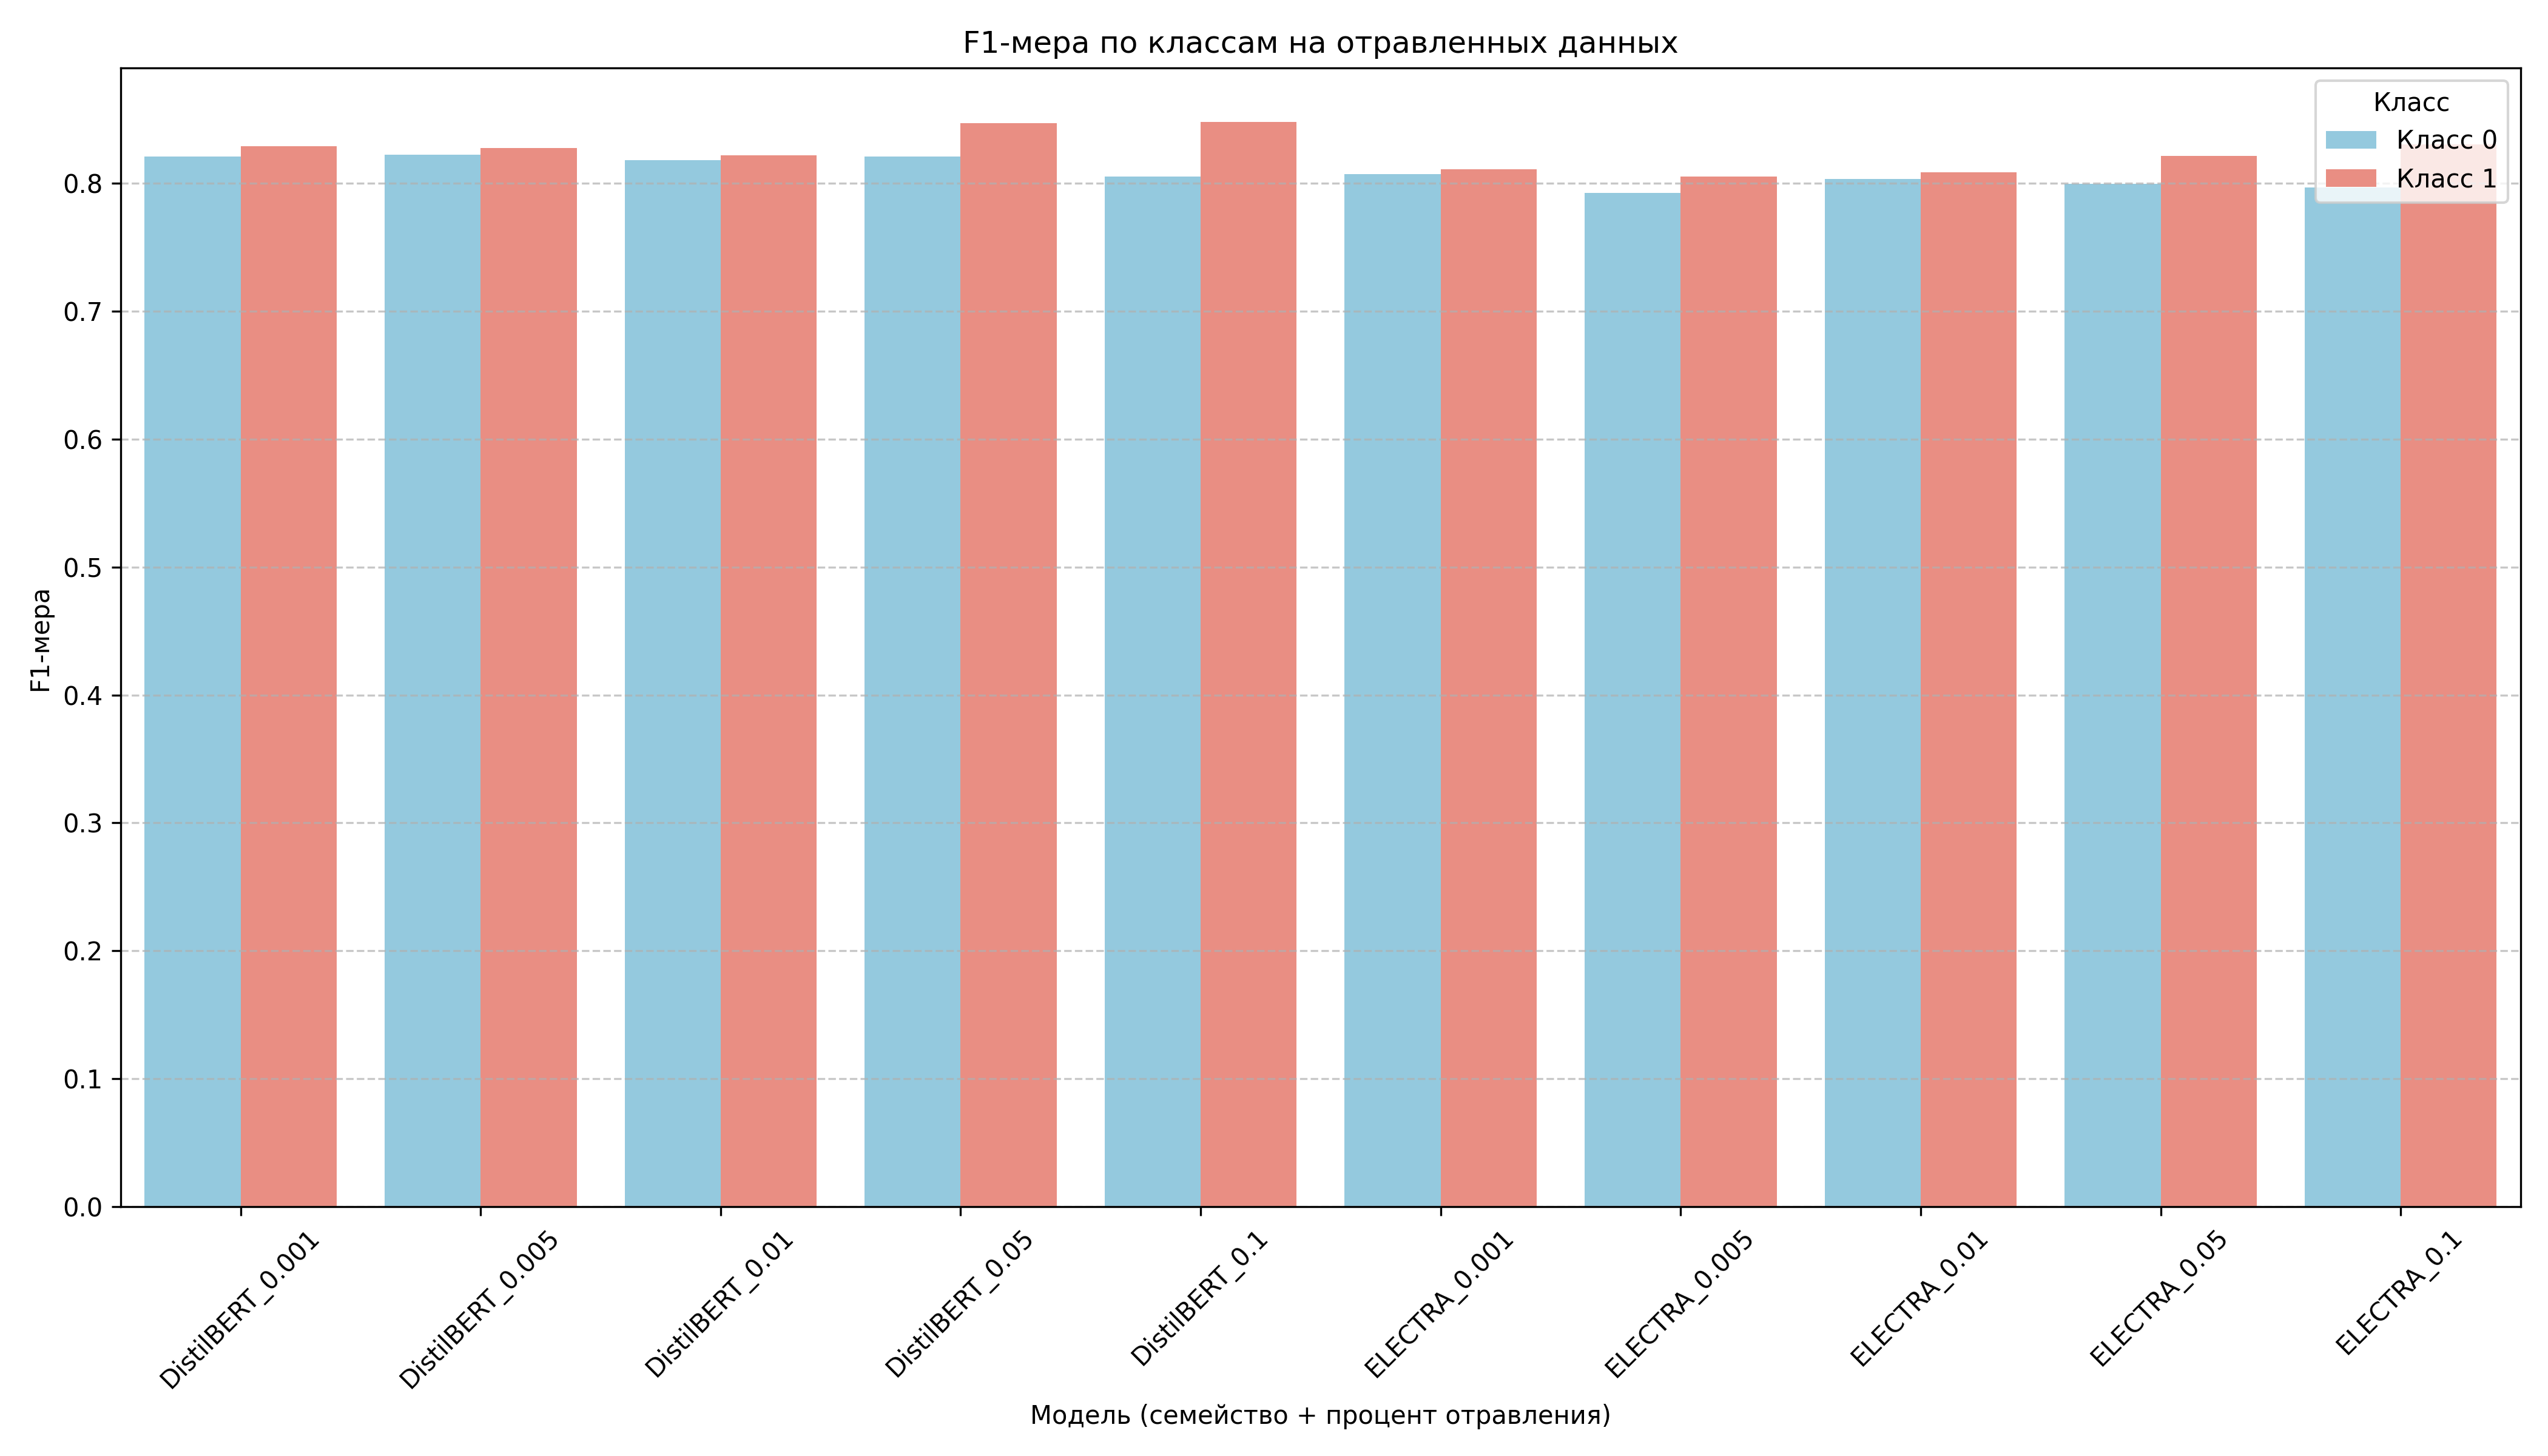 F1-мера по классам на отравленных данных
Класс
Класс 0
Класс 1
F1-мера
0.8
0.7
0.6
0.5
0.4
0.3
0.2
0.1
0.0
DistilBERT_0.001
DistilBERT_0.005
DistilBERT_0.01
DistilBERT_0.05
DistilBERT_0.1
ELECTRA_0.001
ELECTRA_0.005
ELECTRA_0.01
ELECTRA_0.05
ELECTRA_0.1
Модель (семейство + процент отравления)